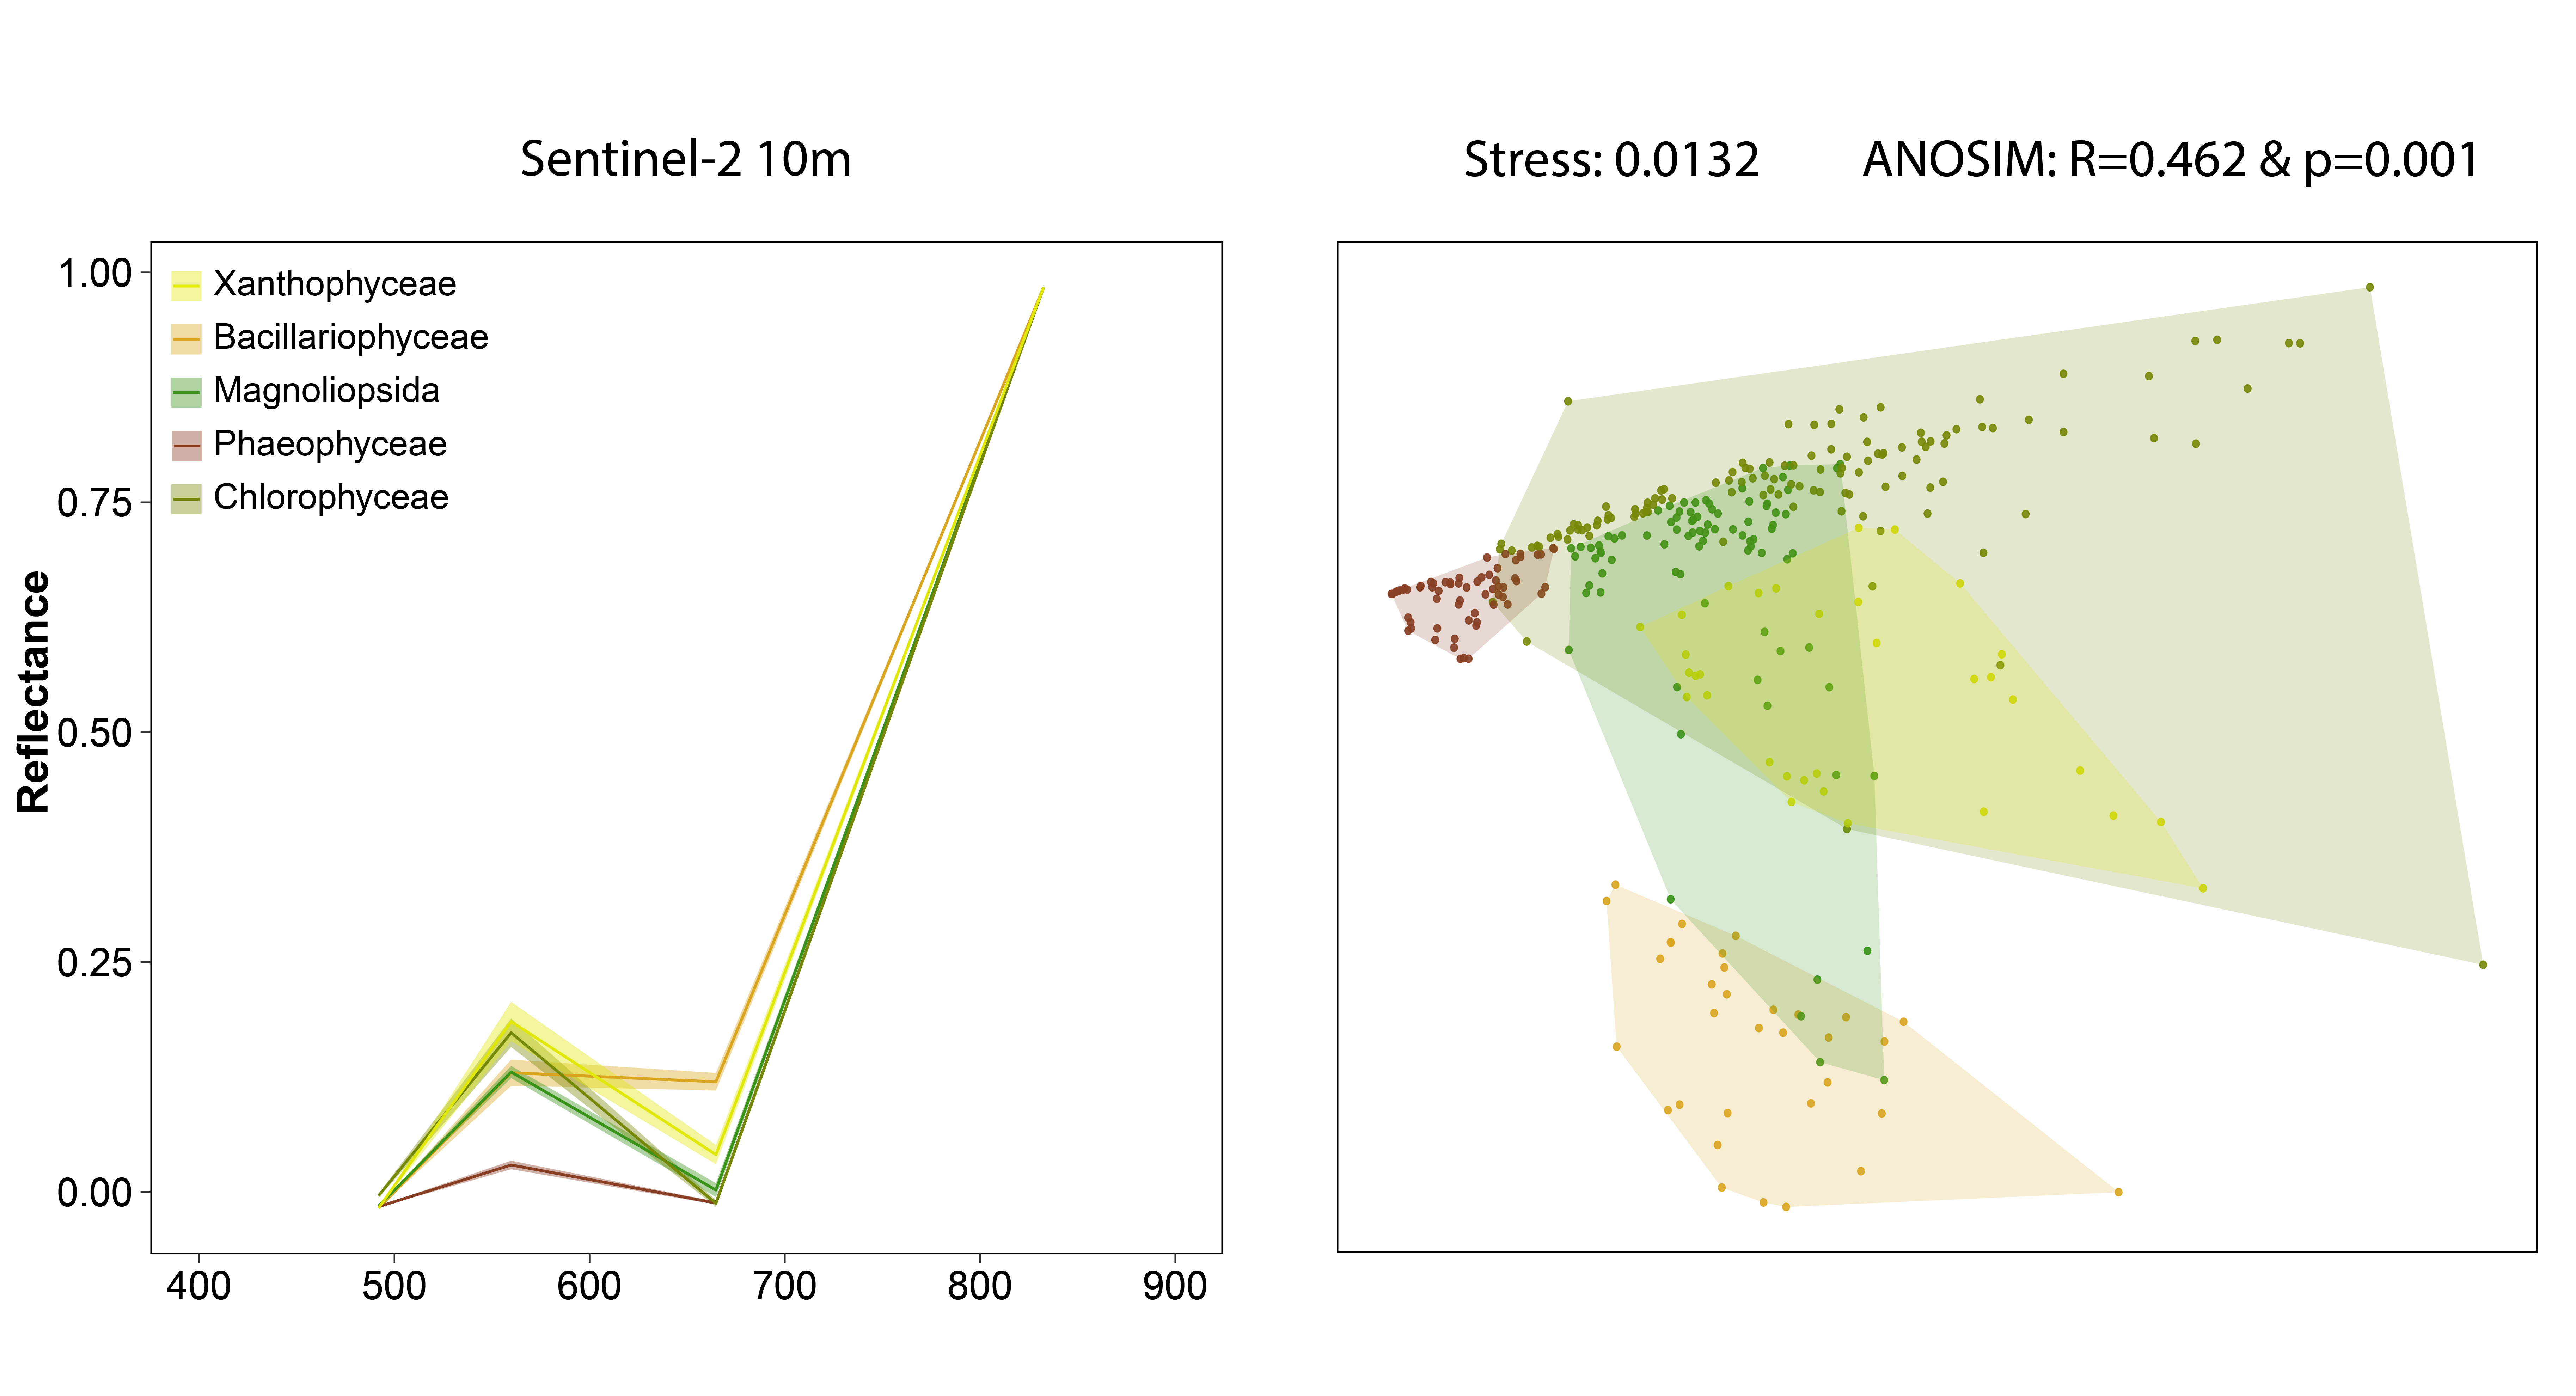 Sentinel-2 10m
Stress: 0.0132 ANOSIM: R=0.462 & p=0.001
Reflectance
1.00
0.75
0.50
0.25
0.00
Xanthophyceae
Bacillariophyceae
Magnoliopsida
Phaeophyceae
Chlorophyceae
400 500 600 700 800 900